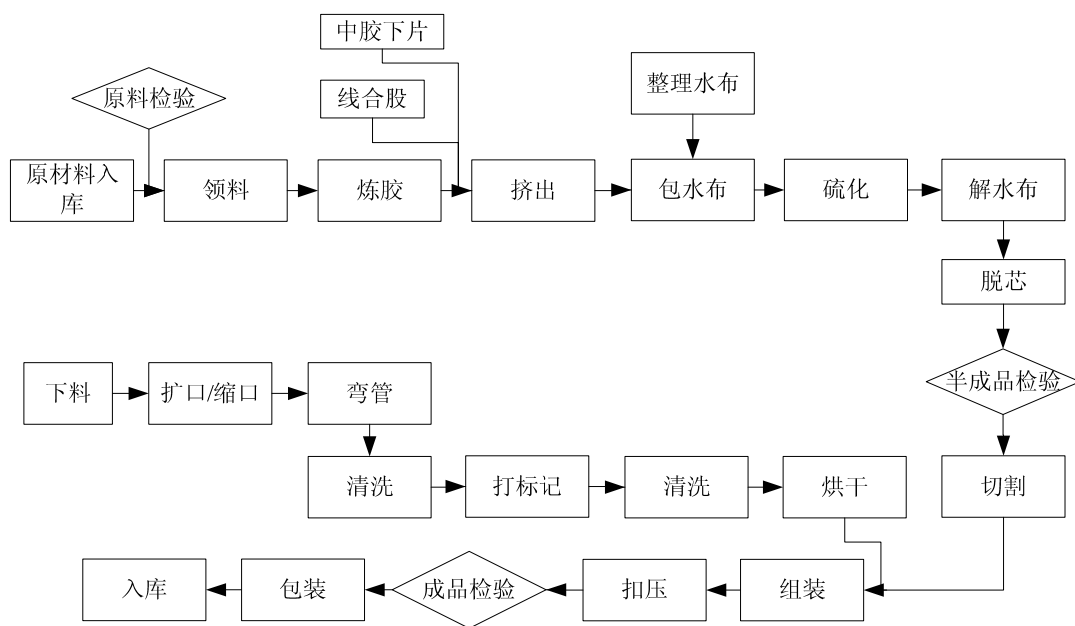 中胶下片
整理水布
原料检验
线合股
原材料入
库
领料
炼胶
挤出
包水布
硫化
解水布
脱芯
下料
扩口/缩口
弯管
半成品检验
清洗
打标记
清洗
烘干
切割
入库
包装
成品检验
扣压
组装